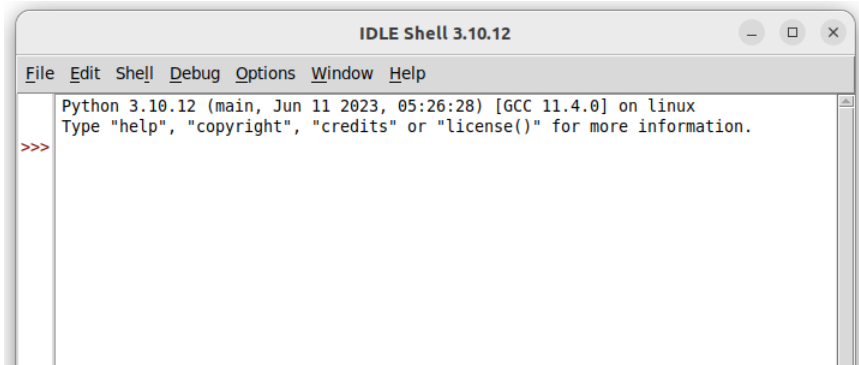 IDLE Shell 3.10.12
File Edit Shell Debug Options Window Help
Python 3.10.12 (main, Jun 11 2023, 05:26:28) [GCC 11.4.0] on linux
Type "help", "copyright", "credits" or "license()" for more information.
>>>